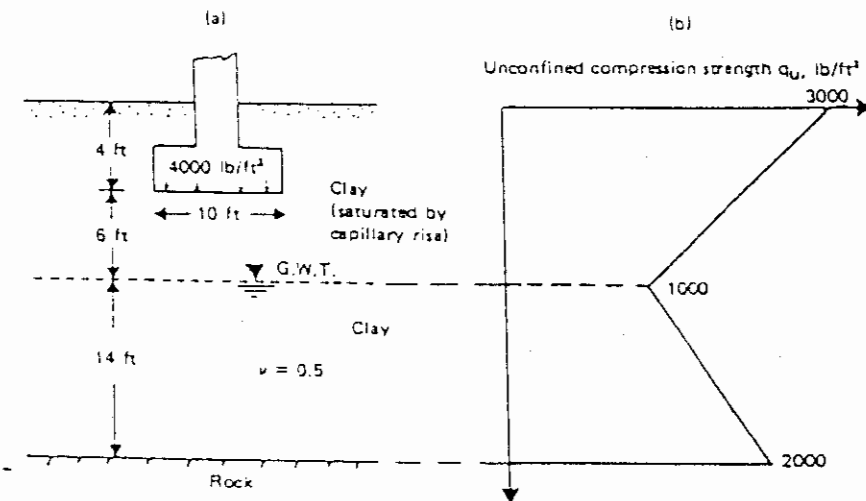 (a)
(b)
Unconfined compression strength qu, lb/ft²
3000
4 ft
4000 lb/ft²
10 ft
Clay
(saturated by
capillary rise)
6 ft
G.W.T.
1000
Clay
14 ft
ν = 0.5
2000
Rock